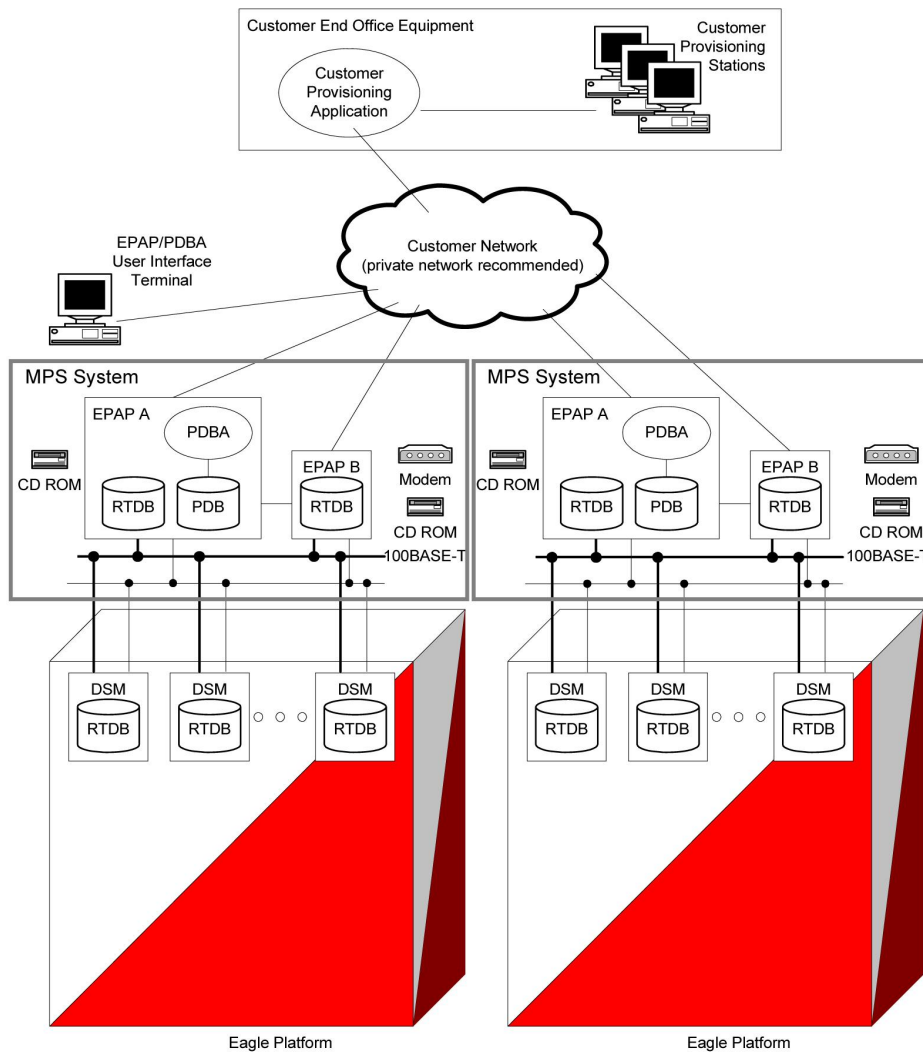 Customer End Office Equipment
Customer
Provisioning
Application
Customer
Provisioning
Stations
Customer Network
(private network recommended)
EPAP/PDBA
User Interface
Terminal
MPS System
EPAP A
PDBA
CD ROM
RTDB
PDB
EPAP B
RTDB
Modem
CD ROM
100BASE-T
MPS System
EPAP A
PDBA
CD ROM
RTDB
PDB
EPAP B
RTDB
Modem
CD ROM
100BASE-T
DSM
RTDB
DSM
RTDB
DSM
RTDB
DSM
RTDB
DSM
RTDB
DSM
RTDB
Eagle Platform
Eagle Platform